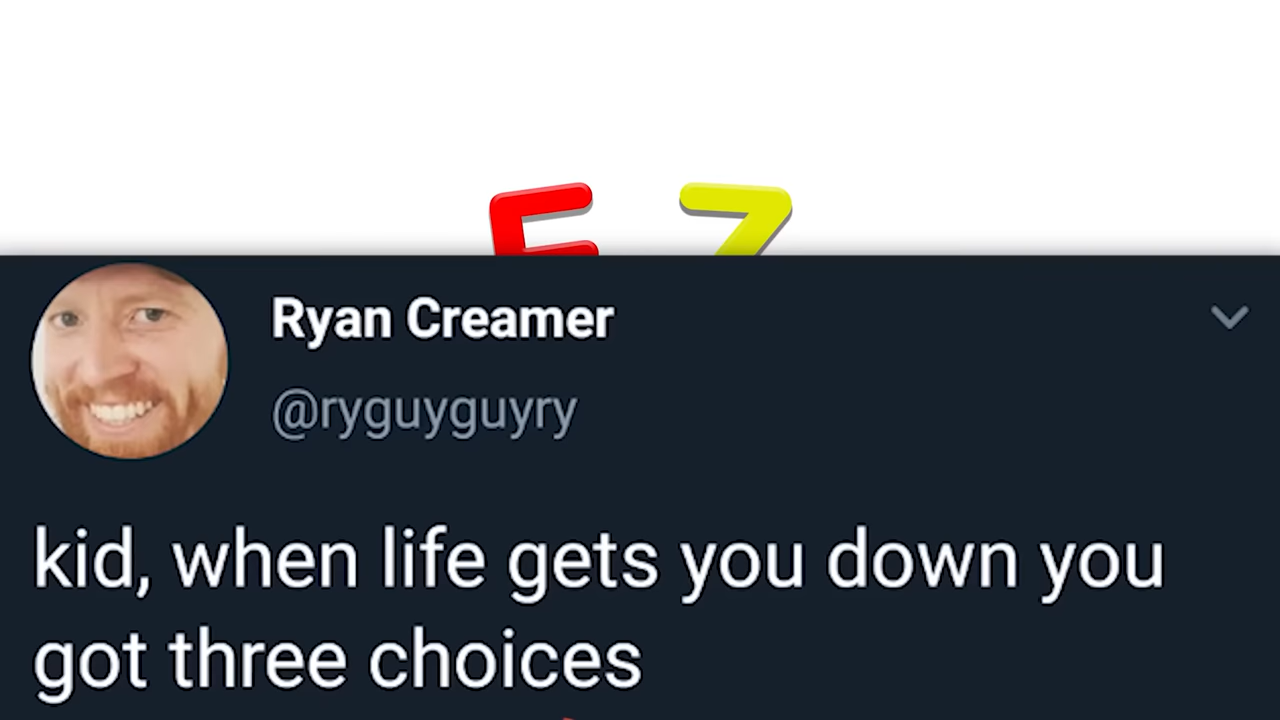 E Z
Ryan Creamer
@ryguyguyry
kid, when life gets you down you
got three choices